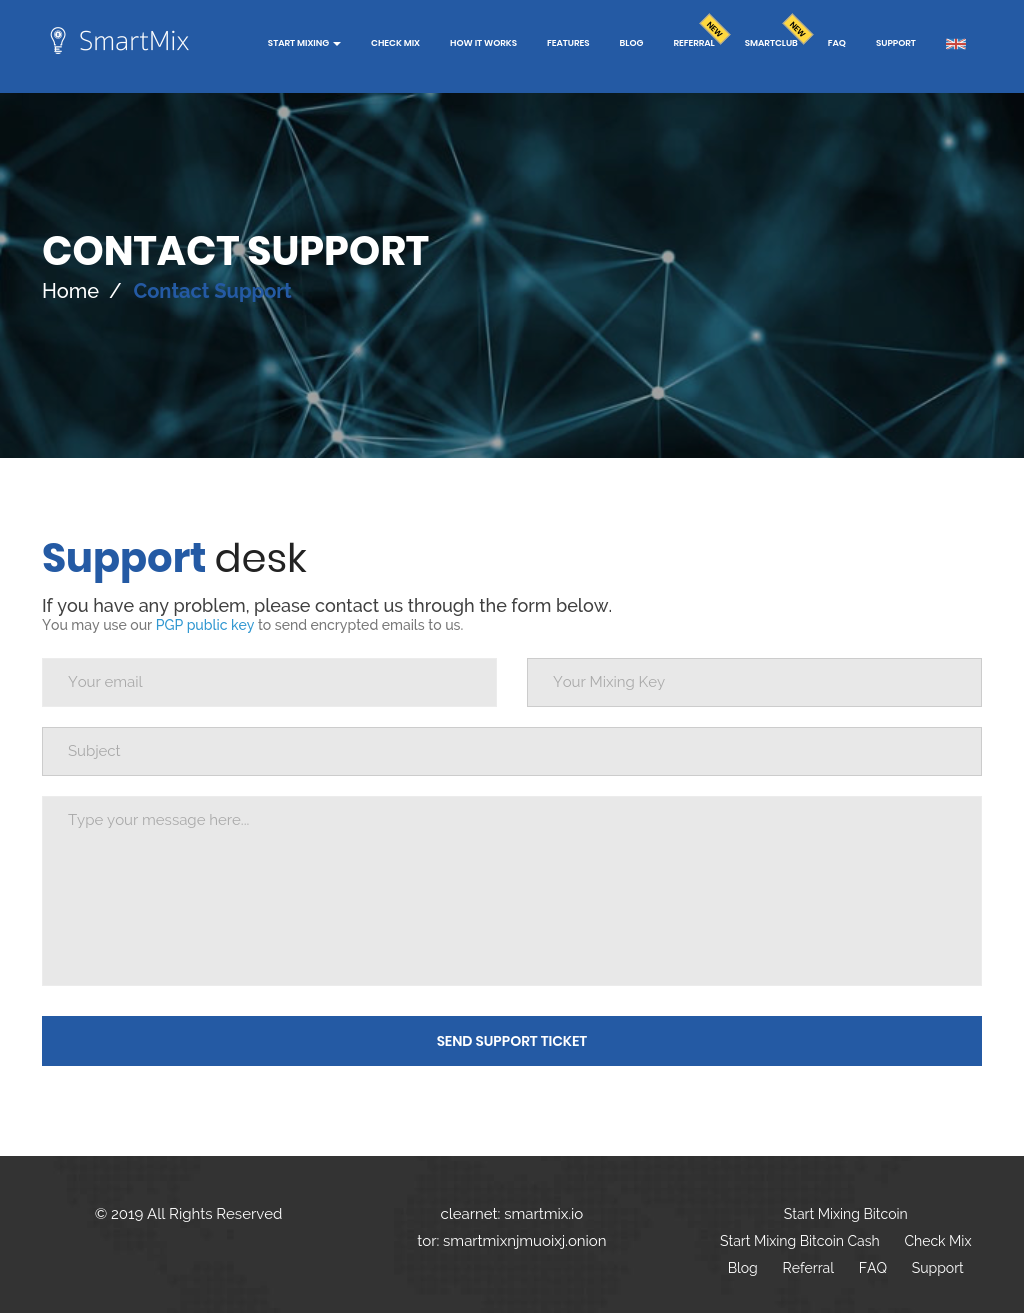 SmartMix
START MIXING
CHECK MIX
HOW IT WORKS
FEATURES
BLOG
REFERRAL
NEW
SMARTCLUB
NEW
FAQ
SUPPORT
CONTACT SUPPORT
Home / Contact Support
Support desk
If you have any problem, please contact us through the form below.
You may use our PGP public key to send encrypted emails to us.
Your email
Your Mixing Key
Subject
Type your message here...
SEND SUPPORT TICKET
© 2019 All Rights Reserved
clearnet: smartmix.io
tor: smartmixnjmuoixj.onion
Start Mixing Bitcoin
Start Mixing Bitcoin Cash Check Mix
Blog Referral FAQ Support